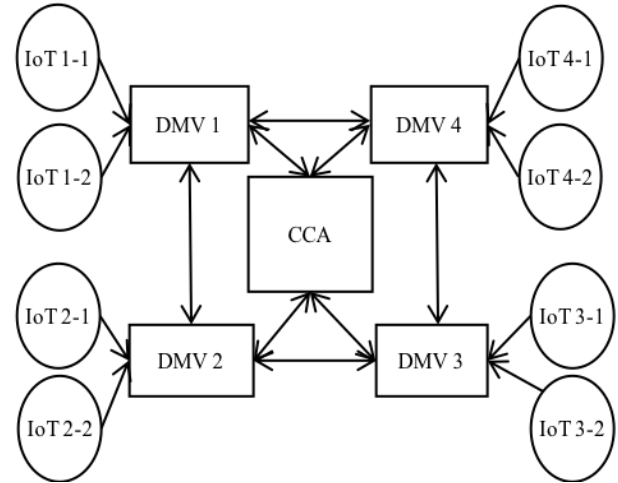 IoT 1-1
IoT 4-1
DMV 1
DMV 4
IoT 1-2
IoT 4-2
CCA
IoT 2-1
IoT 3-1
DMV 2
DMV 3
IoT 2-2
IoT 3-2